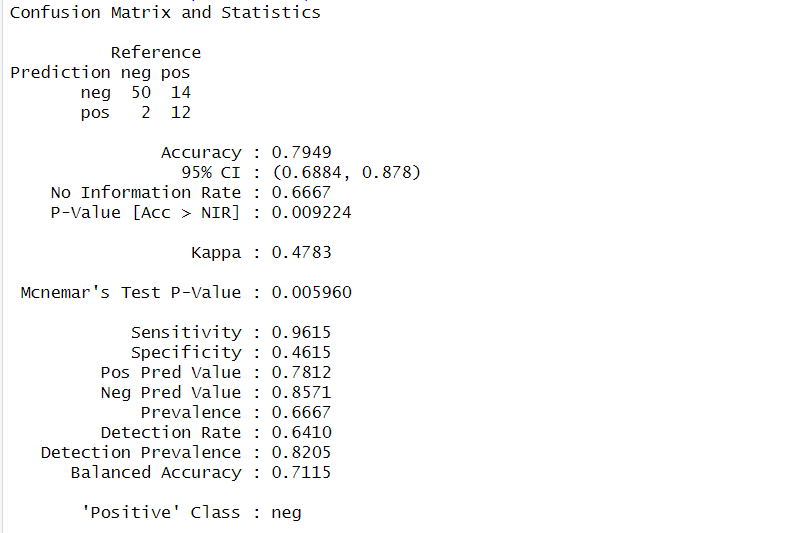 Confusion Matrix and Statistics
Reference
Prediction neg pos
neg 50 14
pos 2 12
Accuracy : 0.7949
95% CI : (0.6884, 0.878)
No Information Rate : 0.6667
P-Value [Acc > NIR] : 0.009224
Kappa : 0.4783
Mcnemar's Test P-Value : 0.005960
Sensitivity : 0.9615
Specificity : 0.4615
Pos Pred Value : 0.7812
Neg Pred Value : 0.8571
Prevalence : 0.6667
Detection Rate : 0.6410
Detection Prevalence : 0.8205
Balanced Accuracy : 0.7115
'Positive' Class : neg